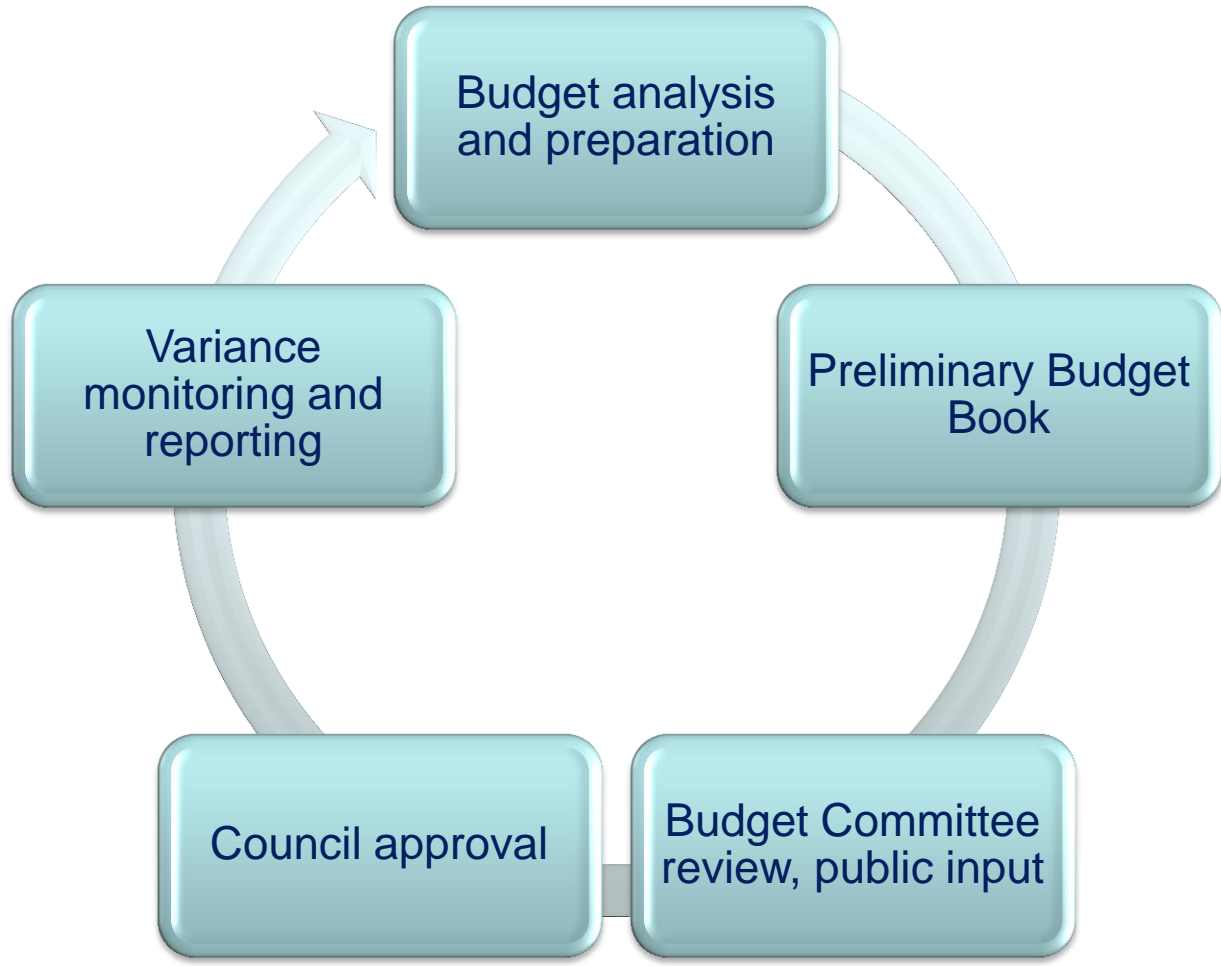 Budget analysis
and preparation
Preliminary Budget
Book
Budget Committee
review, public input
Council approval
Variance
monitoring and
reporting